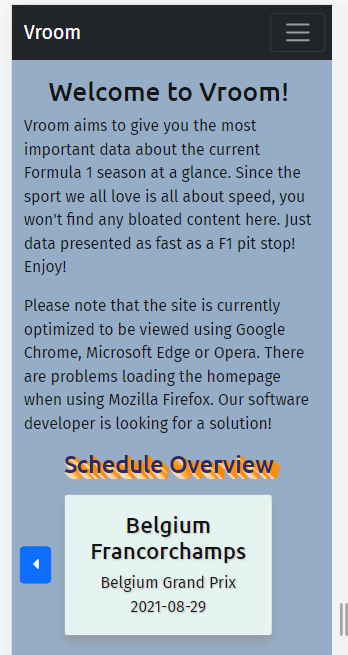 Vroom
Welcome to Vroom!
Vroom aims to give you the most
important data about the current
Formula 1 season at a glance. Since the
sport we all love is all about speed, you
won't find any bloated content here. Just
data presented as fast as a F1 pit stop!
Enjoy!
Please note that the site is currently
optimized to be viewed using Google
Chrome, Microsoft Edge or Opera. There
are problems loading the homepage
when using Mozilla Firefox. Our software
developer is looking for a solution!
Schedule Overview
Belgium
Francorchamps
Belgium Grand Prix
2021-08-29